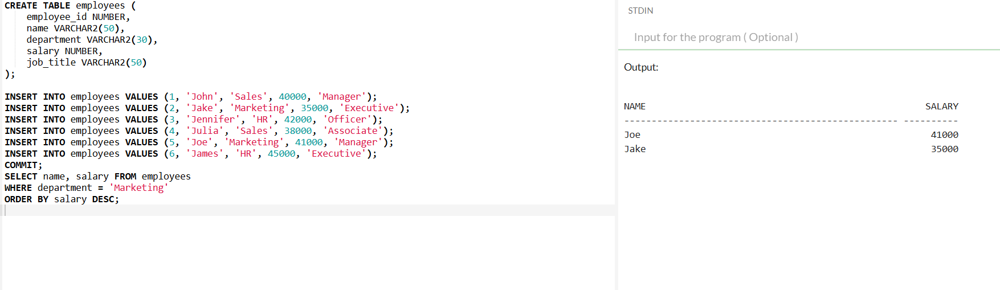 CREATE TABLE employees (
    employee_id NUMBER,
    name VARCHAR2(50),
    department VARCHAR2(30),
    salary NUMBER,
    job_title VARCHAR2(50)
);
INSERT INTO employees VALUES (1, 'John', 'Sales', 40000, 'Manager');
INSERT INTO employees VALUES (2, 'Jake', 'Marketing', 35000, 'Executive');
INSERT INTO employees VALUES (3, 'Jennifer', 'HR', 42000, 'Officer');
INSERT INTO employees VALUES (4, 'Julia', 'Sales', 38000, 'Associate');
INSERT INTO employees VALUES (5, 'Joe', 'Marketing', 41000, 'Manager');
INSERT INTO employees VALUES (6, 'James', 'HR', 45000, 'Executive');
COMMIT;
SELECT name, salary FROM employees
WHERE department = 'Marketing'
ORDER BY salary DESC;
STDIN
Input for the program ( Optional )
Output:
NAME                                                   SALARY
-------------------------------------------------- ----------
Joe                                                     41000
Jake                                                    35000